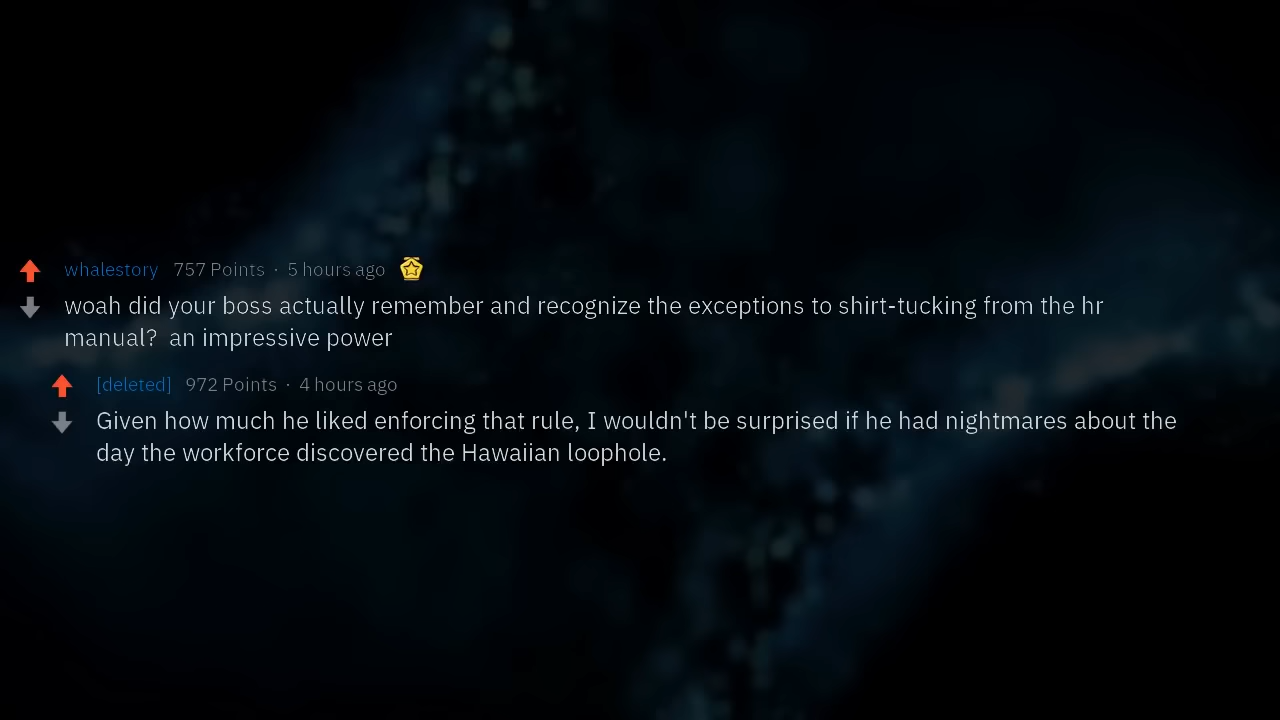 whalestory 757 Points · 5 hours ago
woah did your boss actually remember and recognize the exceptions to shirt-tucking from the hr
manual?  an impressive power
[deleted] 972 Points · 4 hours ago
Given how much he liked enforcing that rule, I wouldn't be surprised if he had nightmares about the
day the workforce discovered the Hawaiian loophole.